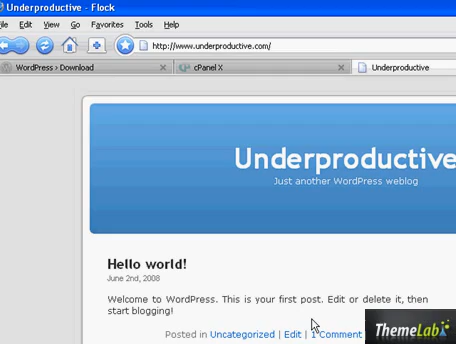 Underproductive - Flock
File Edit View Go Favorites Tools Help
http://www.underproductive.com/
WordPress › Download cPanel X Underproductive
Underproductive
Just another WordPress weblog
Hello world!
June 2nd, 2008
Welcome to WordPress. This is your first post. Edit or delete it, then
start blogging!
Posted in Uncategorized | Edit | 1 Comment
ThemeLab